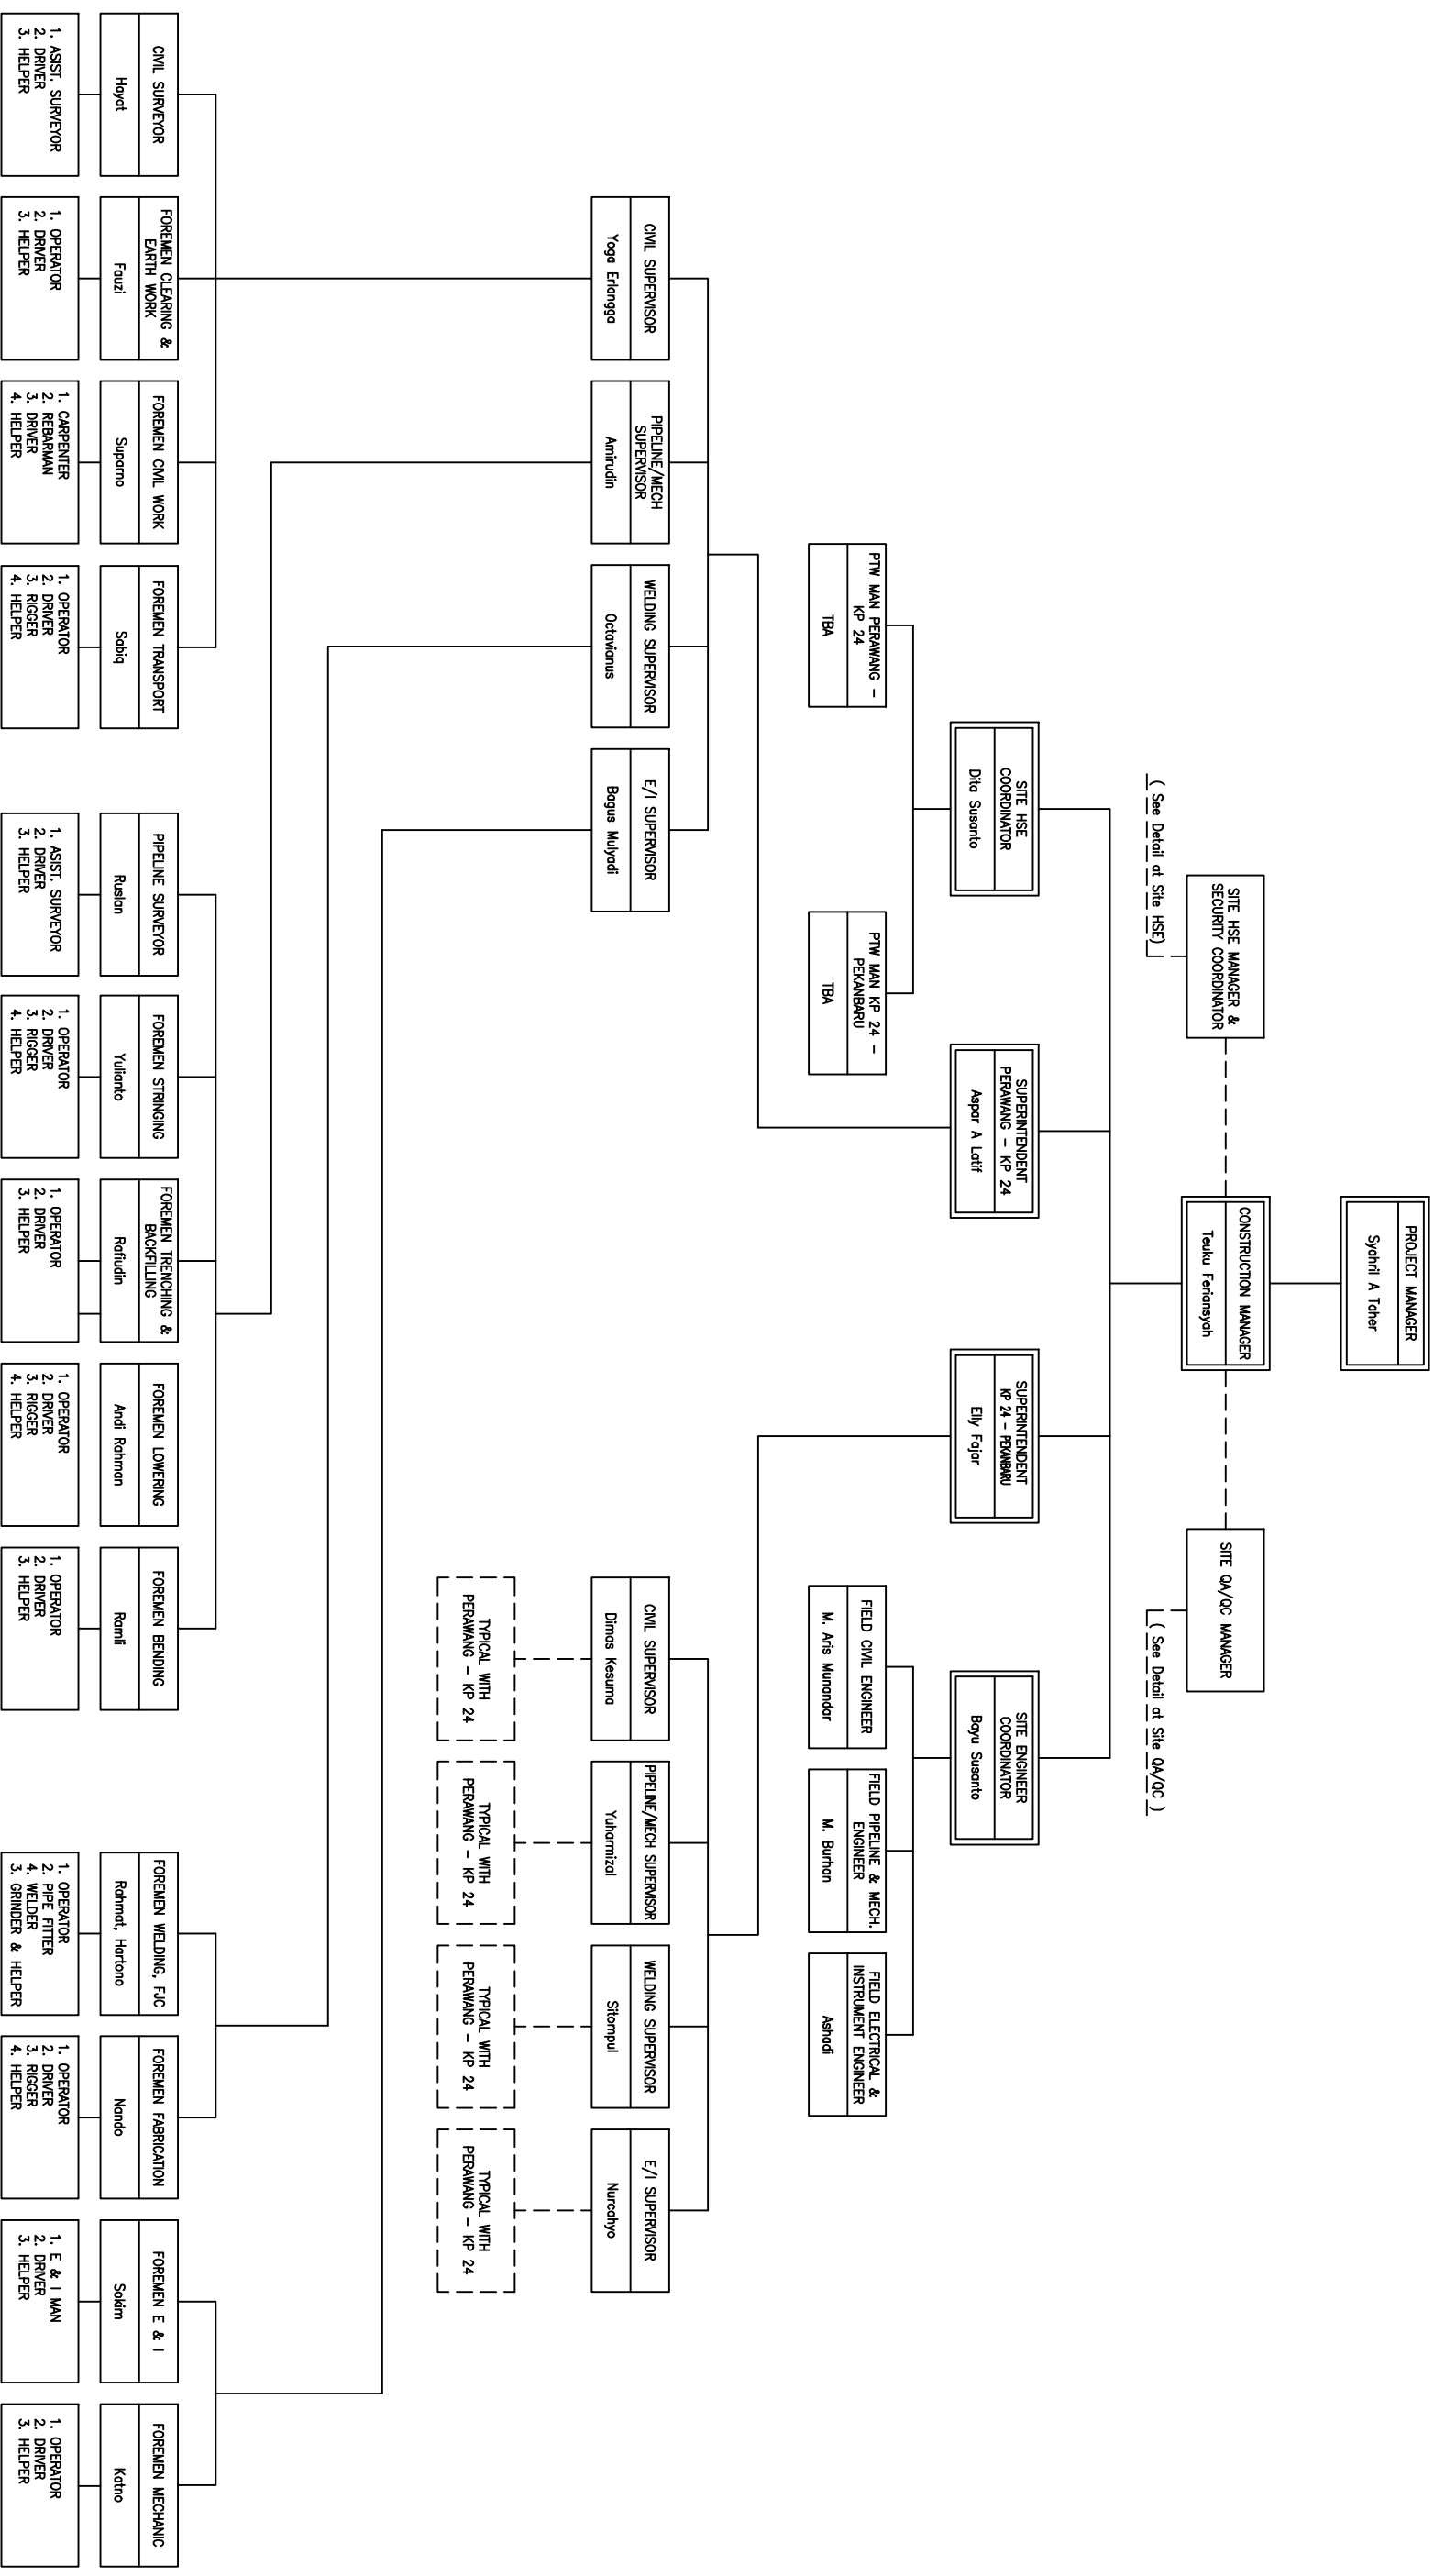 PROJECT MANAGER
Syahril A Taher
SITE HSE MANAGER &
SECURITY COORDINATOR
( See Detail at Site HSE)
CONSTRUCTION MANAGER
Teuku Feriansyah
SITE QA/QC MANAGER
( See Detail at Site QA/QC )
SITE HSE
COORDINATOR
Dita Susanto
SUPERINTENDENT
PERAWANG - KP 24
Aspar A Latif
SUPERINTENDENT
KP 24 - PEKANBARU
Elly Fajar
SITE ENGINEER
COORDINATOR
Bayu Susanto
PTW MAN PERAWANG -
KP 24
TBA
PTW MAN KP 24 -
PEKANBARU
TBA
FIELD CIVIL ENGINEER
M. Aris Munandar
FIELD PIPELINE & MECH.
ENGINEER
M. Burhan
FIELD ELECTRICAL &
INSTRUMENT ENGINEER
Ashadi
CIVIL SUPERVISOR
Yoga Erlangga
PIPELINE/MECH
SUPERVISOR
Amirudin
WELDING SUPERVISOR
Octavianus
E/I SUPERVISOR
Bagus Mulyadi
CIVIL SUPERVISOR
Dimas Kesuma
PIPELINE/MECH SUPERVISOR
Yuharmizal
WELDING SUPERVISOR
Sitompul
E/I SUPERVISOR
Nurcahyo
TYPICAL WITH
PERAWANG - KP 24
TYPICAL WITH
PERAWANG - KP 24
TYPICAL WITH
PERAWANG - KP 24
TYPICAL WITH
PERAWANG - KP 24
CIVIL SURVEYOR
Hayat
1. ASIST. SURVEYOR
2. DRIVER
3. HELPER
FOREMEN CLEARING &
EARTH WORK
Fauzi
1. OPERATOR
2. DRIVER
3. HELPER
FOREMEN CIVIL WORK
Suparno
1. CARPENTER
2. REBARMAN
3. DRIVER
4. HELPER
FOREMEN TRANSPORT
Sabiq
1. OPERATOR
2. DRIVER
3. RIGGER
4. HELPER
PIPELINE SURVEYOR
Ruslan
1. ASIST. SURVEYOR
2. DRIVER
3. HELPER
FOREMEN STRINGING
Yulianto
1. OPERATOR
2. DRIVER
3. RIGGER
4. HELPER
FOREMEN TRENCHING &
BACKFILLING
Rafiudin
1. OPERATOR
2. DRIVER
3. HELPER
FOREMEN LOWERING
Andi Rahman
1. OPERATOR
2. DRIVER
3. RIGGER
4. HELPER
FOREMEN BENDING
Ramli
1. OPERATOR
2. DRIVER
3. HELPER
FOREMEN WELDING, FJC
Rahmat, Hartono
1. OPERATOR
2. PIPE FITTER
4. WELDER
3. GRINDER & HELPER
FOREMEN FABRICATION
Nando
1. OPERATOR
2. DRIVER
3. RIGGER
4. HELPER
FOREMEN E & I
Sokim
1. E & I MAN
2. DRIVER
3. HELPER
FOREMEN MECHANIC
Katno
1. OPERATOR
2. DRIVER
3. HELPER